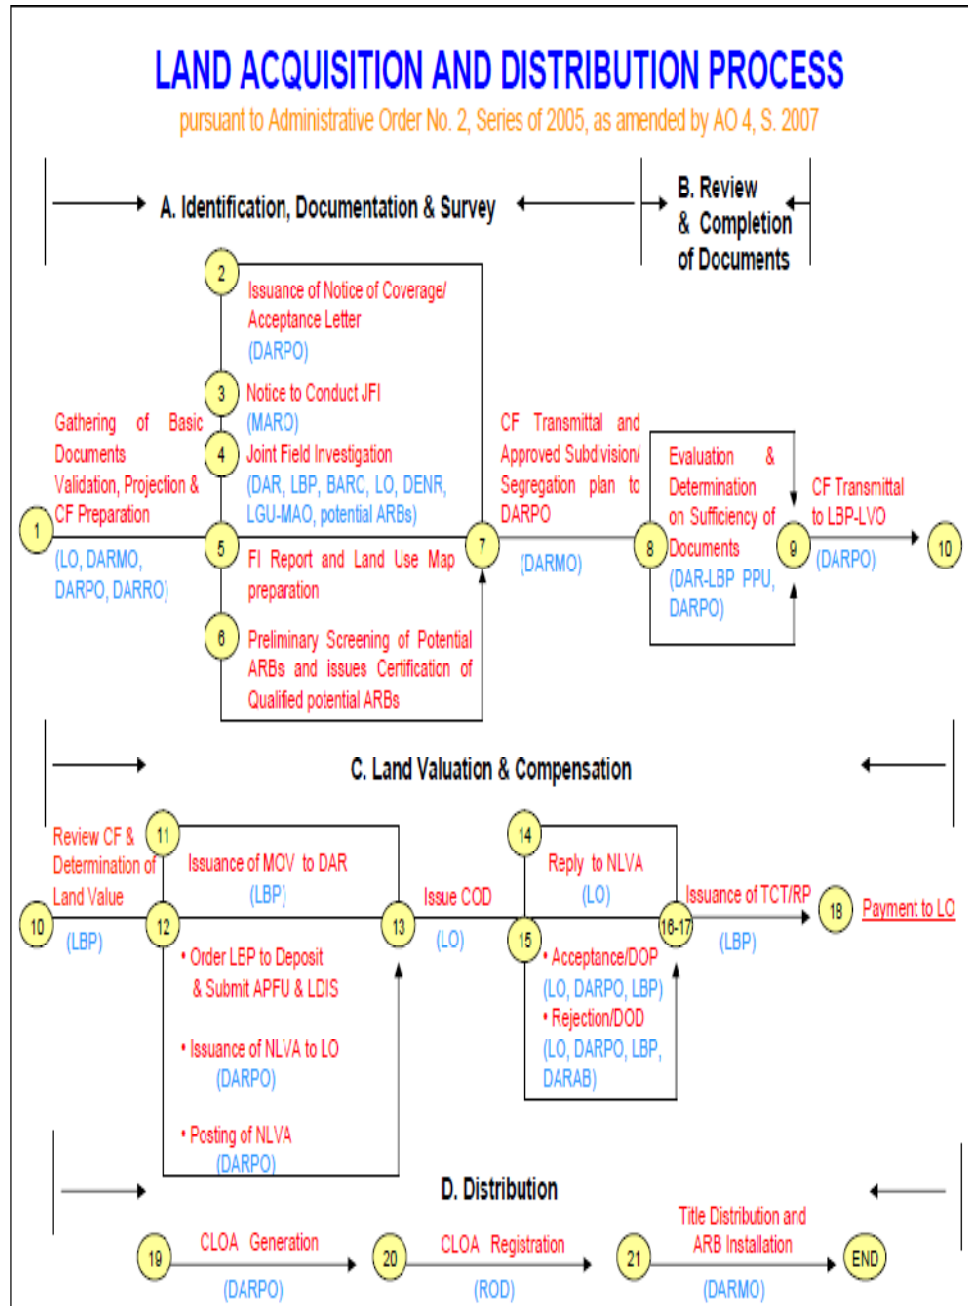 LAND ACQUISITION AND DISTRIBUTION PROCESS
pursuant to Administrative Order No. 2, Series of 2005, as amended by AO 4, S. 2007
A. Identification, Documentation & Survey
B. Review
& Completion
of Documents
2
Issuance of Notice of Coverage/
Acceptance Letter
(DARPO)
3
Notice to Conduct JFI
(MARO)
Gathering of Basic
Documents
Validation, Projection &
CF Preparation
1
(LO, DARMO,
DARPO, DARRO)
4
Joint Field Investigation
(DAR, LBP, BARC, LO, DENR,
LGU-MAO, potential ARBs)
5
FI Report and Land Use Map
preparation
6
Preliminary Screening of Potential
ARBs and issues Certification of
Qualified potential ARBs
7
CF Transmittal and
Approved Subdivision/
Segregation plan to
DARPO
(DARMO)
8
Evaluation &
Determination
on Sufficiency of
Documents
(DAR-LBP PPU,
DARPO)
9
CF Transmittal
to LBP-LVO
(DARPO)
10
C. Land Valuation & Compensation
Review CF &
Determination of
Land Value
10
(LBP)
11
Issuance of MOV to DAR
(LBP)
12
• Order LBP to Deposit
& Submit APFU & LDIS
• Issuance of NLVA to LO
(DARPO)
• Posting of NLVA
(DARPO)
13
Issue COD
(LO)
14
Reply to NLVA
(LO)
15
• Acceptance/DOP
(LO, DARPO, LBP)
• Rejection/DOD
(LO, DARPO, LBP,
DARAB)
16-17
Issuance of TCT/RP
(LBP)
18
Payment to LO
D. Distribution
19
CLOA Generation
(DARPO)
20
CLOA Registration
(ROD)
21
Title Distribution and
ARB Installation
(DARMO)
END